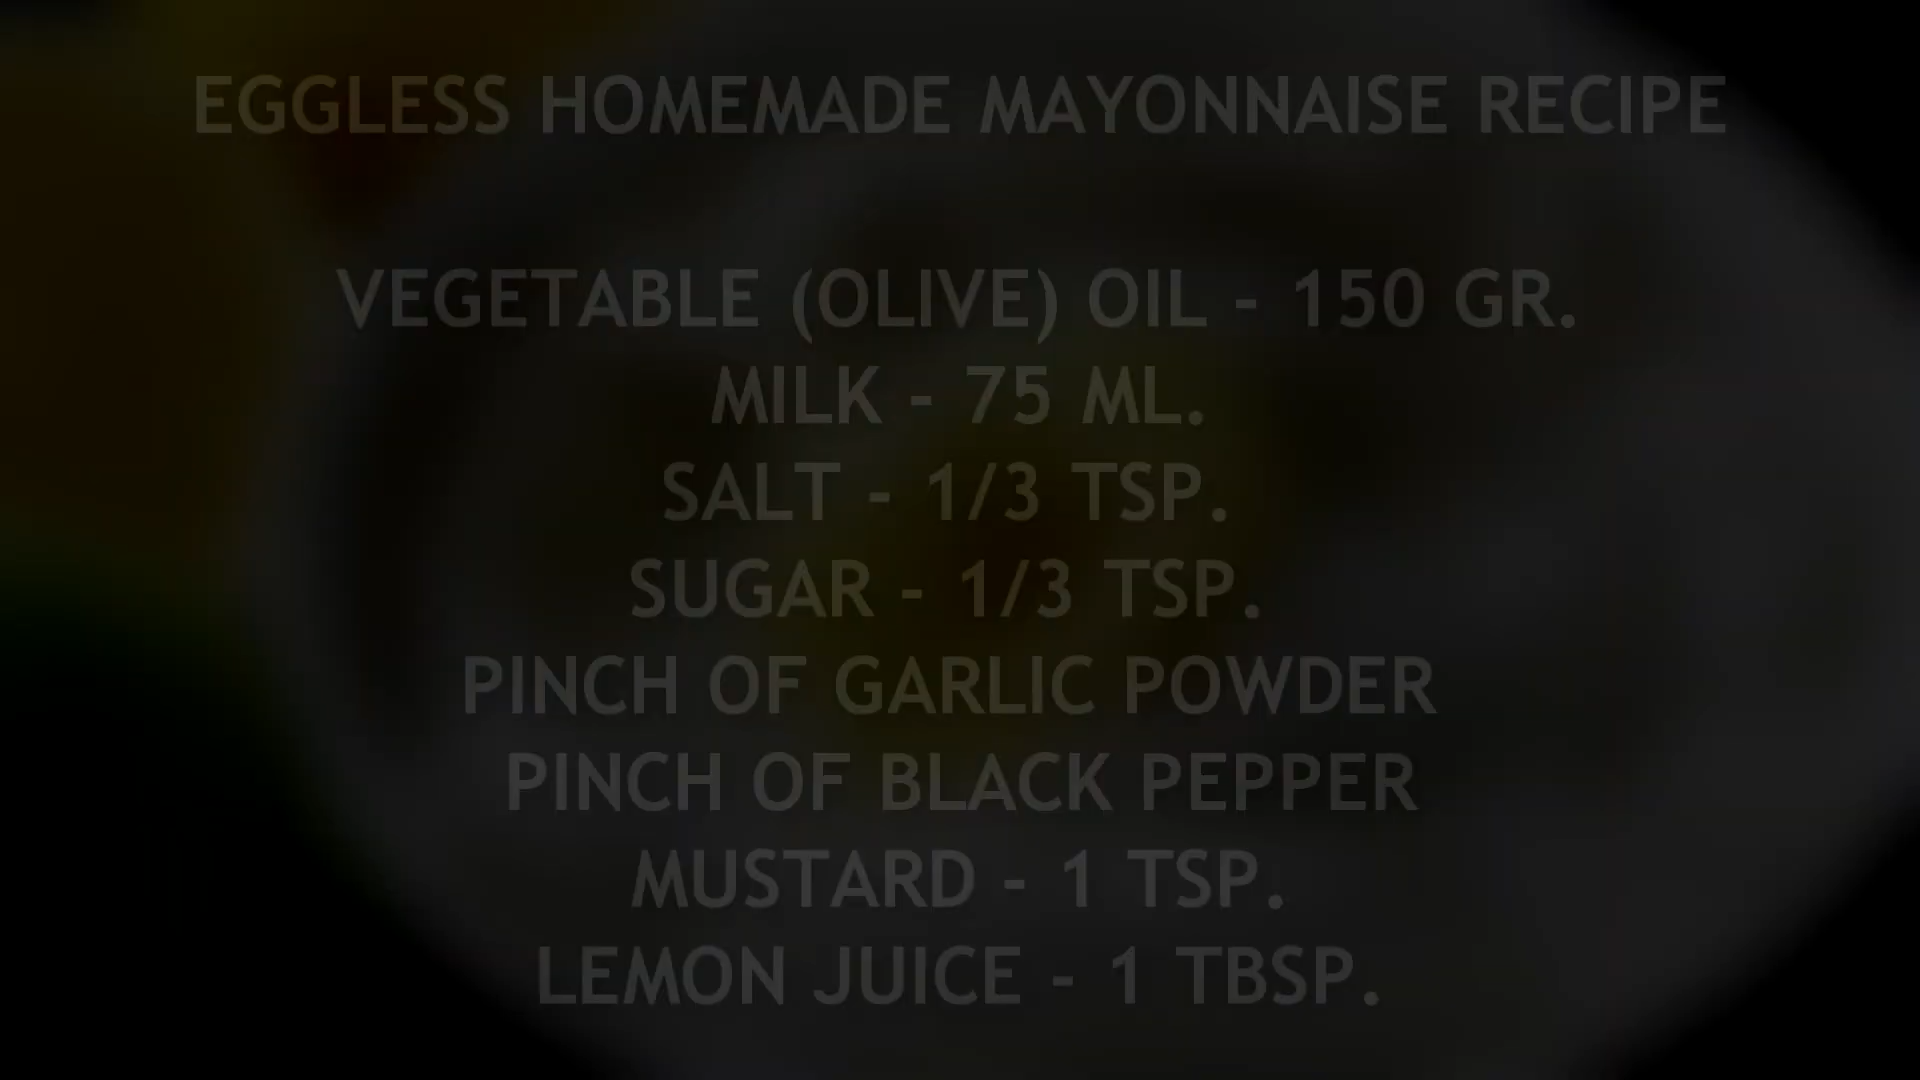 EGGLESS HOMEMADE MAYONNAISE RECIPE
VEGETABLE (OLIVE) OIL - 150 GR.
MILK - 75 ML.
SALT - 1/3 TSP.
SUGAR - 1/3 TSP.
PINCH OF GARLIC POWDER
PINCH OF BLACK PEPPER
MUSTARD - 1 TSP.
LEMON JUICE - 1 TBSP.